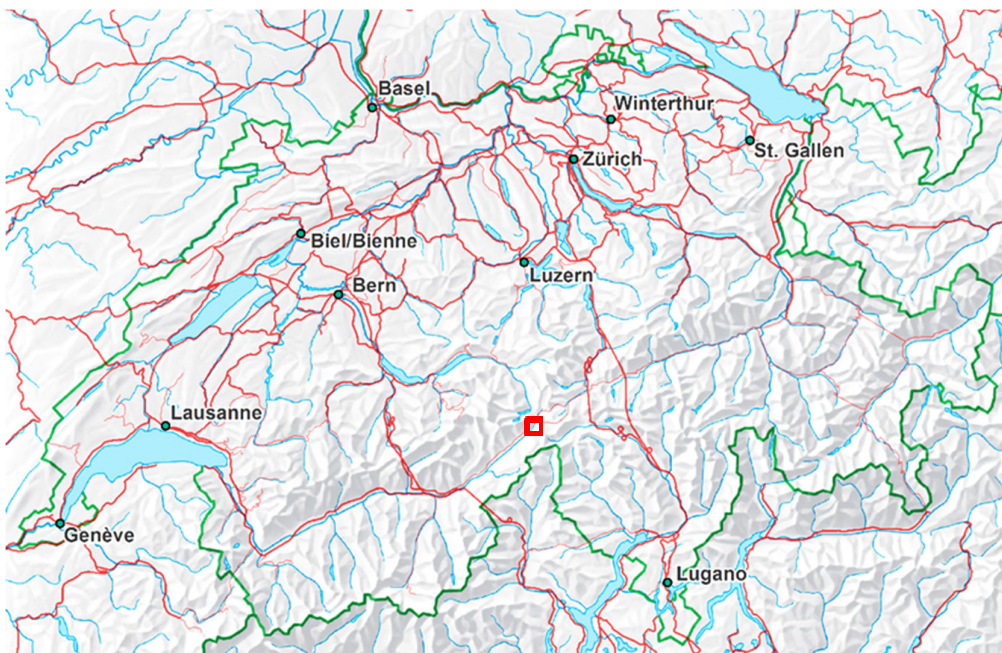 Basel
Winterthur
St. Gallen
Zürich
Biel/Bienne
Luzern
Bern
Lausanne
Genève
Lugano